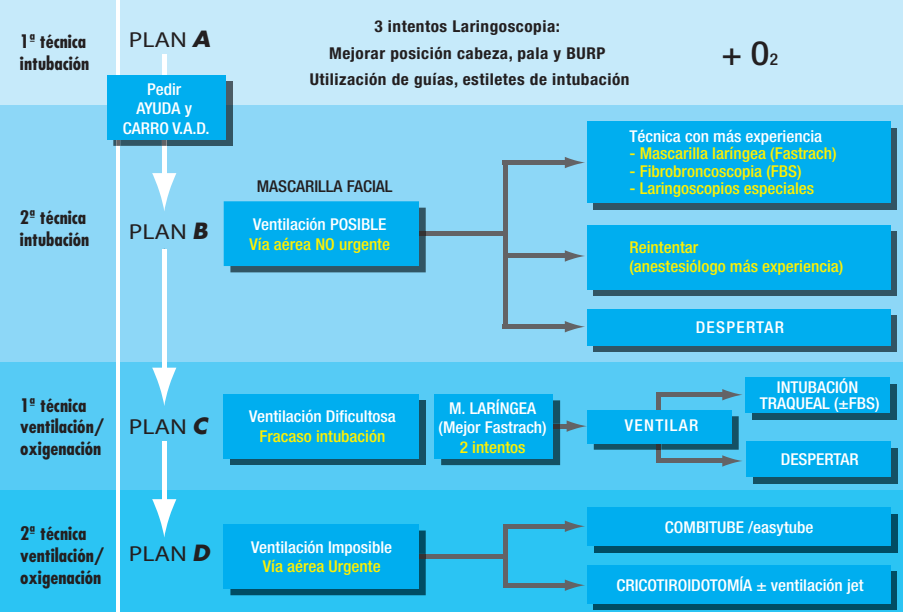 1ª técnica
intubación
PLAN A
3 intentos Laringoscopia:
Mejorar posición cabeza, pala y BURP
Utilización de guías, estiletes de intubación
+ O2
Pedir
AYUDA y
CARRO V.A.D.
2ª técnica
intubación
PLAN B
MASCARILLA FACIAL
Ventilación POSIBLE
Vía aérea NO urgente
Técnica con más experiencia
- Mascarilla laríngea (Fastrach)
- Fibrobroncoscopia (FBS)
- Laringoscopios especiales
Reintentar
(anestesiólogo más experiencia)
DESPERTAR
1ª técnica
ventilación/
oxigenación
PLAN C
Ventilación Dificultosa
Fracaso intubación
M. LARÍNGEA
(Mejor Fastrach)
2 intentos
VENTILAR
INTUBACIÓN
TRAQUEAL (±FBS)
DESPERTAR
2ª técnica
ventilación/
oxigenación
PLAN D
Ventilación Imposible
Vía aérea Urgente
COMBITUBE /easytube
CRICOTIROIDOTOMÍA ± ventilación jet